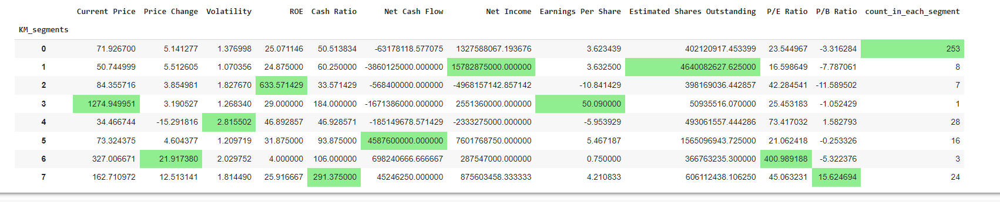 Current Price Price Change Volatility ROE Cash Ratio Net Cash Flow Net Income Earnings Per Share Estimated Shares Outstanding P/E Ratio P/B Ratio count_in_each_segment
KM_segments
0 71.926700 5.141277 1.376998 25.071146 50.513834 -63178118.577075 1327588067.193676 3.623439 402120917.453399 23.544967 -3.316284 253
1 50.744999 5.512605 1.070356 24.875000 60.250000 -3860125000.000000 15782875000.000000 3.632500 4640082627.625000 16.598649 -7.787061 8
2 84.355716 3.854981 1.827670 633.571429 33.571429 -568400000.000000 -4968157142.857142 -10.841429 398169036.442857 42.284541 -11.589502 7
3 1274.949951 3.190527 1.268340 29.000000 184.000000 -1671386000.000000 2551360000.000000 50.090000 50935516.070000 25.453183 -1.052429 1
4 34.466744 -15.291816 2.815502 46.892857 46.928571 -185149678.571429 -2333275000.000000 -5.953929 493061557.444286 73.417032 1.582793 28
5 73.324375 4.604377 1.209719 31.875000 93.875000 4587600000.000000 7601768750.000000 5.467187 1565096943.725000 21.062418 -0.253326 16
6 327.006671 21.917380 2.029752 4.000000 106.000000 698240666.666667 287547000.000000 0.750000 366763235.300000 400.989188 -5.322376 3
7 162.710972 12.513141 1.814490 25.916667 291.375000 45246250.000000 875603458.333333 4.210833 606112438.106250 45.063231 15.624694 24